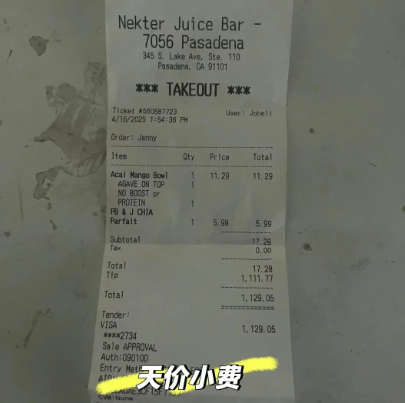 Nekter Juice Bar -
7056 Pasadena
345 S. Lake Ave, Ste. 110
Pasadena, CA 91101
*** TAKEOUT ***
Ticket #560687723 User: Jchell
4/16/2025 1:54:36 PM
Order: Jenny
Item Qty Price Total
Acai Mango Bowl 1 11.29 11.29
AGAVE ON TOP 1
NO BOOST or
PROTEIN 1
PB & J CHIA
Parfait 1 5.99 5.99
Subtotal 17.28
Tax 0.00
Total 17.28
Tip 1,111.77
Total 1,129.05
Tender:
VISA 1,129.05
****2734
Sale APPROVAL
Auth:090100
Entry
天价小费